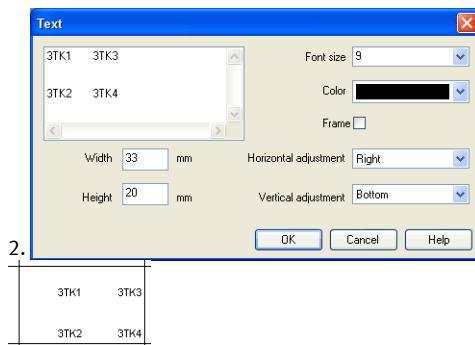 Text
3TK1 3TK3
3TK2 3TK4
Font size 9
Color
Frame
Width 33 mm
Horizontal adjustment Right
Height 20 mm
Vertical adjustment Bottom
OK Cancel Help
2.
3TK1 3TK3
3TK2 3TK4